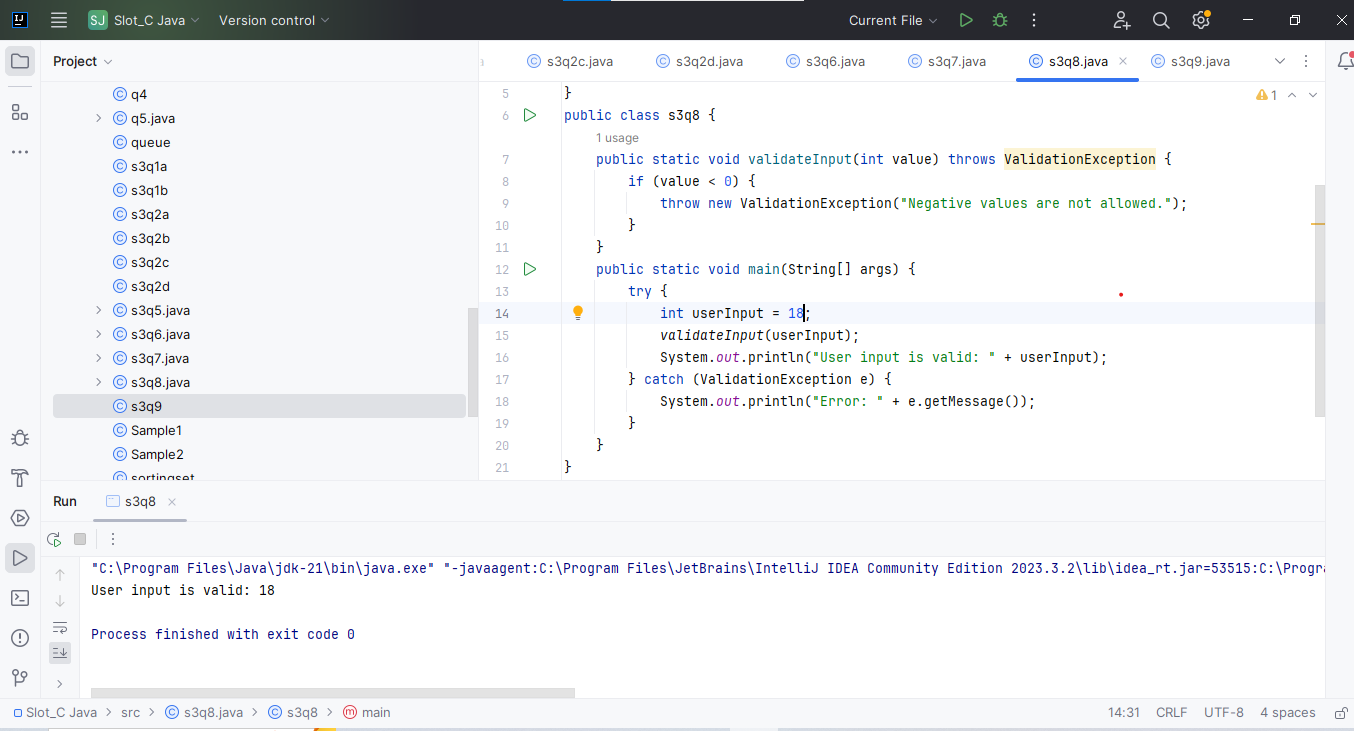 SJ Slot_C Java Version control Current File
Project
s3q2c.java s3q2d.java s3q6.java s3q7.java s3q8.java s3q9.java
q4
q5.java
queue
s3q1a
s3q1b
s3q2a
s3q2b
s3q2c
s3q2d
s3q5.java
s3q6.java
s3q7.java
s3q8.java
s3q9
Sample1
Sample2
sortingset
1
5 }
6 public class s3q8 {
1 usage
7 public static void validateInput(int value) throws ValidationException {
8 if (value < 0) {
9 throw new ValidationException("Negative values are not allowed.");
10 }
11 }
12 public static void main(String[] args) {
13 try {
14 int userInput = 18;
15 validateInput(userInput);
16 System.out.println("User input is valid: " + userInput);
17 } catch (ValidationException e) {
18 System.out.println("Error: " + e.getMessage());
19 }
20 }
21 }
Run s3q8
"C:\Program Files\Java\jdk-21\bin\java.exe" "-javaagent:C:\Program Files\JetBrains\IntelliJ IDEA Community Edition 2023.3.2\lib\idea_rt.jar=53515:C:\Progra
User input is valid: 18
Process finished with exit code 0
Slot_C Java > src > s3q8.java > s3q8 > main 14:31 CRLF UTF-8 4 spaces